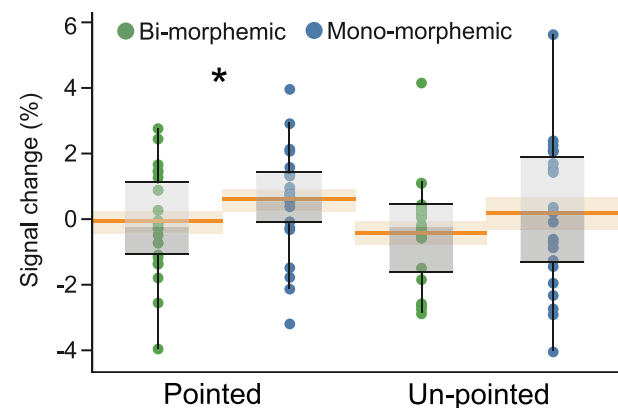 Bi-morphemic Mono-morphemic
*
Signal change (%)
6
4
2
0
-2
-4
Pointed Un-pointed